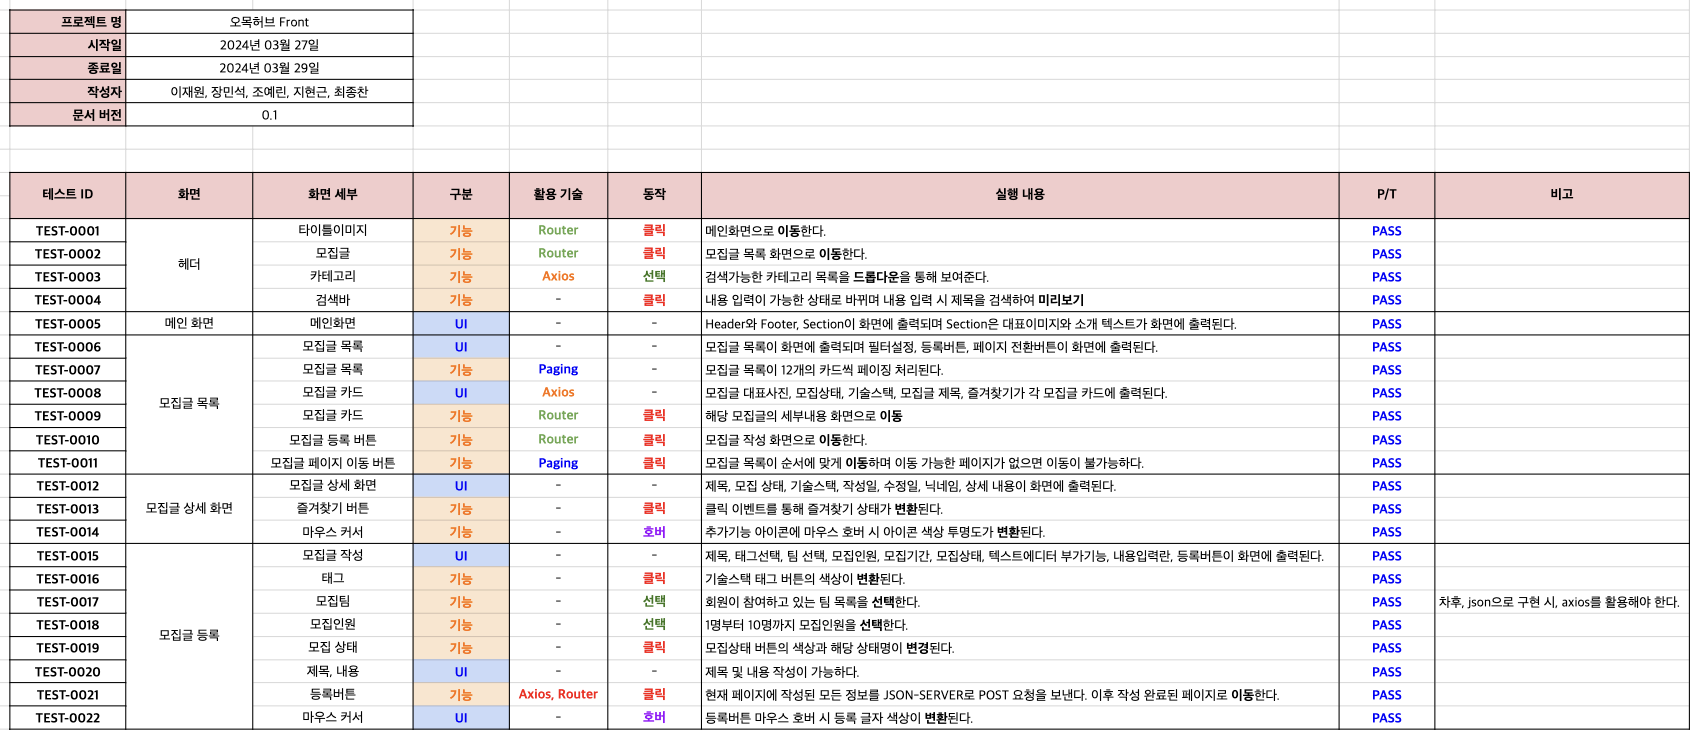 프로젝트 명 오목허브 Front
시작일 2024년 03월 27일
종료일 2024년 03월 29일
작성자 이재원, 장민석, 조예린, 지현근, 최종찬
문서 버전 0.1
테스트 ID 화면 화면 세부 구분 활용 기술 동작 실행 내용 P/T 비고
TEST-0001 헤더 타이틀이미지 기능 Router 클릭 메인화면으로 이동한다. PASS
TEST-0002 모집글 기능 Router 클릭 모집글 목록 화면으로 이동한다. PASS
TEST-0003 카테고리 기능 Axios 선택 검색가능한 카테고리 목록을 드롭다운을 통해 보여준다. PASS
TEST-0004 검색바 기능 - 클릭 내용 입력이 가능한 상태로 바뀌며 내용 입력 시 제목을 검색하여 미리보기 PASS
TEST-0005 메인 화면 메인화면 UI - - Header와 Footer, Section이 화면에 출력되며 Section은 대표이미지와 소개 텍스트가 화면에 출력된다. PASS
TEST-0006 모집글 목록 모집글 목록 UI - - 모집글 목록이 화면에 출력되며 필터설정, 등록버튼, 페이지 전환버튼이 화면에 출력된다. PASS
TEST-0007 모집글 목록 기능 Paging - 모집글 목록이 12개의 카드씩 페이징 처리된다. PASS
TEST-0008 모집글 카드 UI Axios - 모집글 대표사진, 모집상태, 기술스택, 모집글 제목, 즐겨찾기가 각 모집글 카드에 출력된다. PASS
TEST-0009 모집글 카드 기능 Router 클릭 해당 모집글의 세부내용 화면으로 이동 PASS
TEST-0010 모집글 등록 버튼 기능 Router 클릭 모집글 작성 화면으로 이동한다. PASS
TEST-0011 모집글 페이지 이동 버튼 기능 Paging 클릭 모집글 목록이 순서에 맞게 이동하며 이동 가능한 페이지가 없으면 이동이 불가능하다. PASS
TEST-0012 모집글 상세 화면 모집글 상세 화면 UI - - 제목, 모집 상태, 기술스택, 작성일, 수정일, 닉네임, 상세 내용이 화면에 출력된다. PASS
TEST-0013 즐겨찾기 버튼 기능 - 클릭 클릭 이벤트를 통해 즐겨찾기 상태가 변환된다. PASS
TEST-0014 마우스 커서 기능 - 호버 추가기능 아이콘에 마우스 호버 시 아이콘 색상 투명도가 변환된다. PASS
TEST-0015 모집글 등록 모집글 작성 UI - - 제목, 태그선택, 팀 선택, 모집인원, 모집기간, 모집상태, 텍스트에디터 부가기능, 내용입력란, 등록버튼이 화면에 출력된다. PASS
TEST-0016 태그 기능 - 클릭 기술스택 태그 버튼의 색상이 변환된다. PASS
TEST-0017 모집팀 기능 - 선택 회원이 참여하고 있는 팀 목록을 선택한다. PASS 차후, json으로 구현 시, axios를 활용해야 한다.
TEST-0018 모집인원 기능 - 선택 1명부터 10명까지 모집인원을 선택한다. PASS
TEST-0019 모집 상태 기능 - 클릭 모집상태 버튼의 색상과 해당 상태명이 변경된다. PASS
TEST-0020 제목, 내용 UI - - 제목 및 내용 작성이 가능하다. PASS
TEST-0021 등록버튼 기능 Axios, Router 클릭 현재 페이지에 작성된 모든 정보를 JSON-SERVER로 POST 요청을 보낸다. 이후 작성 완료된 페이지로 이동한다. PASS
TEST-0022 마우스 커서 UI - 호버 등록버튼 마우스 호버 시 등록 글자 색상이 변환된다. PASS